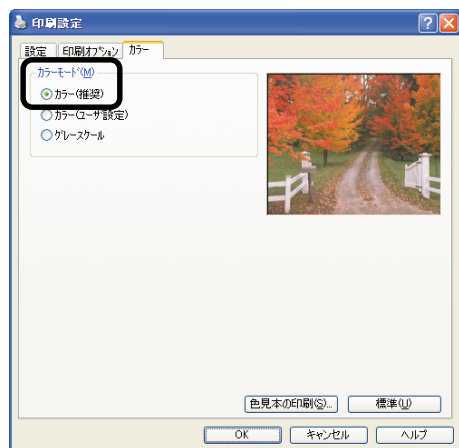 印刷設定
設定 印刷オプション カラー
カラーモード(M)
カラー(推奨)
カラー(ユーザ設定)
グレースケール
色見本の印刷(S)... 標準(U)
OK キャンセル ヘルプ